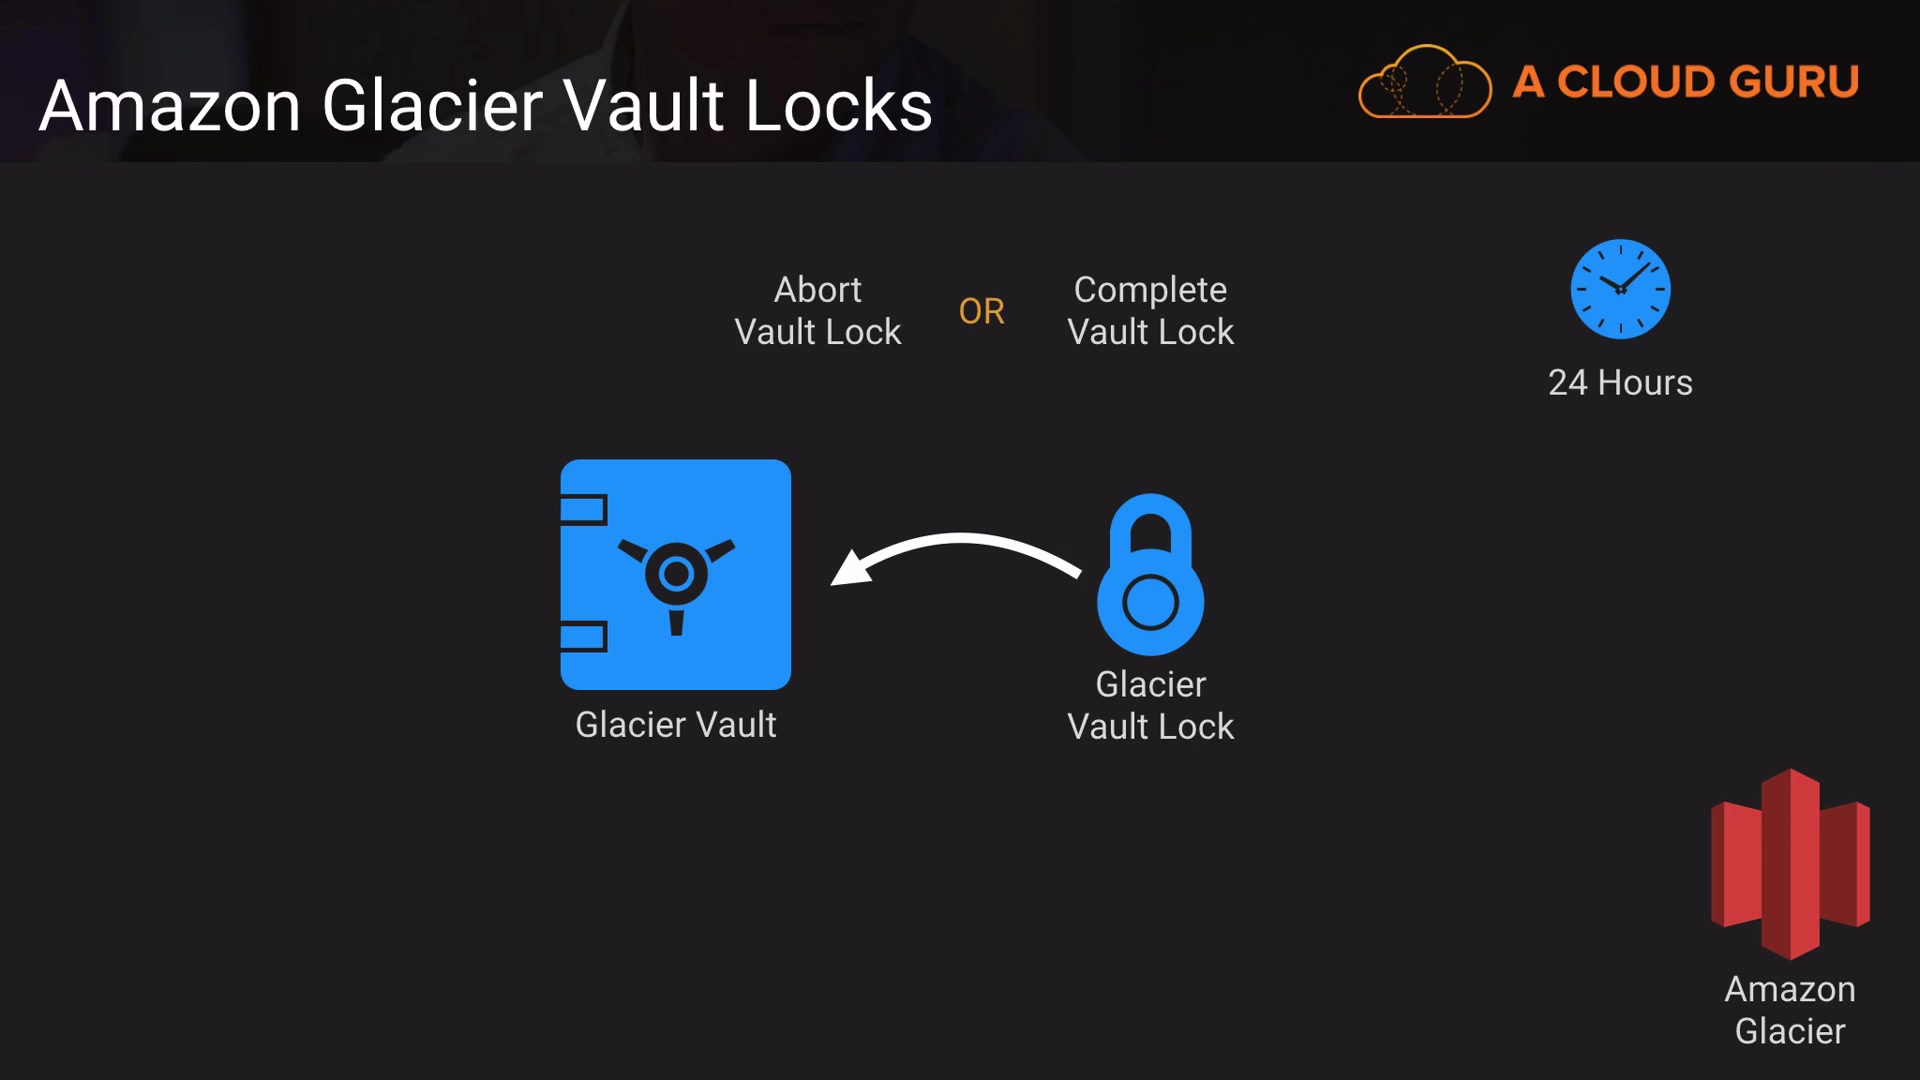 Amazon Glacier Vault Locks
A CLOUD GURU
Abort
Vault Lock
OR
Complete
Vault Lock
24 Hours
Glacier Vault
Glacier
Vault Lock
Amazon
Glacier